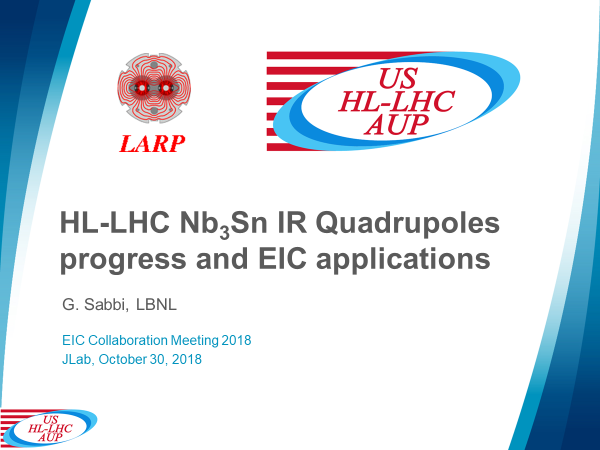 LARP
US
HL-LHC
AUP
HL-LHC Nb₃Sn IR Quadrupoles
progress and EIC applications
G. Sabbi, LBNL
EIC Collaboration Meeting 2018
JLab, October 30, 2018
US
HL-LHC
AUP